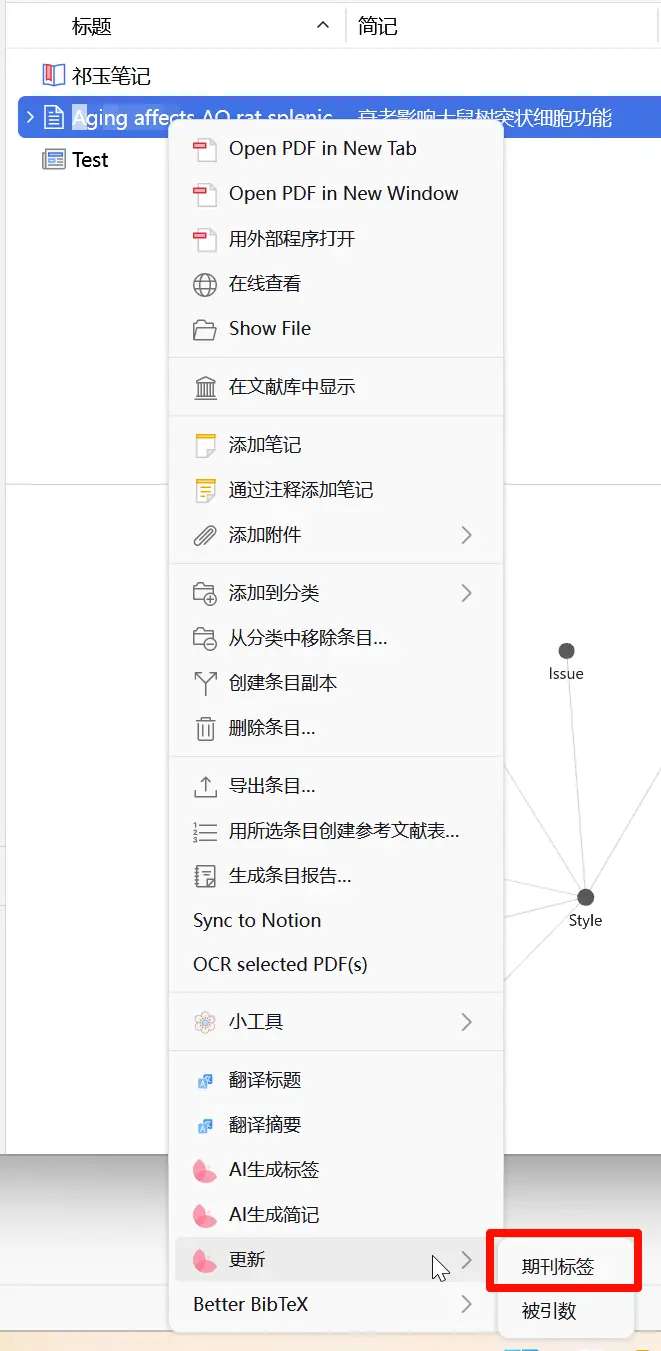 标题
简记
祁玉笔记
Aging affects AO rat splenic 衰老影响大鼠树突状细胞功能
Test
Open PDF in New Tab
Open PDF in New Window
用外部程序打开
在线查看
Show File
在文献库中显示
添加笔记
通过注释添加笔记
添加附件
添加到分类
从分类中移除条目...
创建条目副本
删除条目...
导出条目...
用所选条目创建参考文献表...
生成条目报告...
Sync to Notion
OCR selected PDF(s)
小工具
翻译标题
翻译摘要
AI生成标签
AI生成简记
更新
期刊标签
被引数
Better BibTeX
Issue
Style